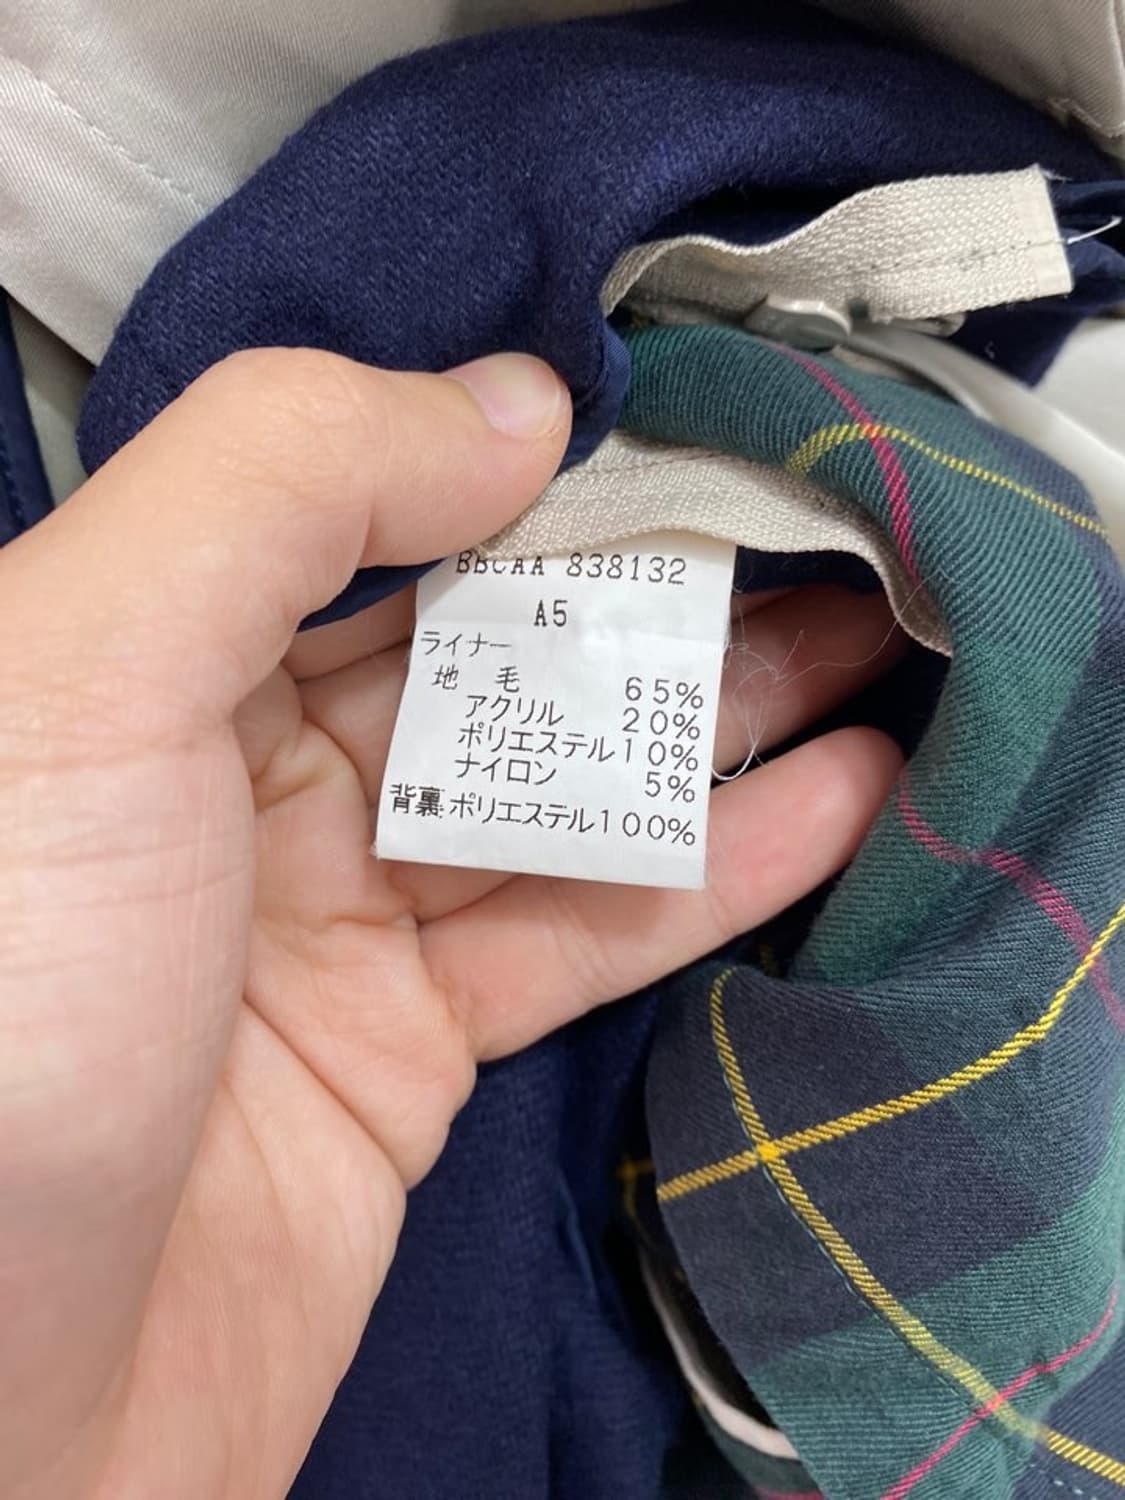 BBCAA 838132
A5
ライナー
地 毛 65%
アクリル 20%
ポリエステル10%
ナイロン 5%
背裏 ポリエステル100%